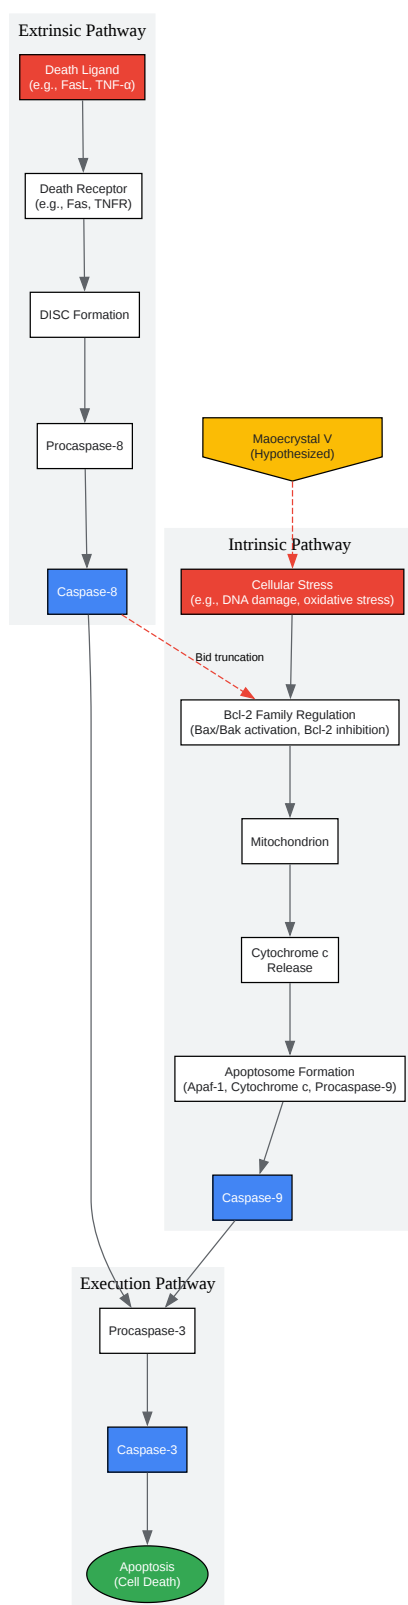 Extrinsic Pathway
Death Ligand
(e.g., FasL, TNF-α)
Death Receptor
(e.g., Fas, TNFR)
DISC Formation
Procaspase-8
Caspase-8
Maoecrystal V
(Hypothesized)
Intrinsic Pathway
Cellular Stress
(e.g., DNA damage, oxidative stress)
Bid truncation
Bcl-2 Family Regulation
(Bax/Bak activation, Bcl-2 inhibition)
Mitochondrion
Cytochrome c
Release
Apoptosome Formation
(Apaf-1, Cytochrome c, Procaspase-9)
Caspase-9
Execution Pathway
Procaspase-3
Caspase-3
Apoptosis
(Cell Death)